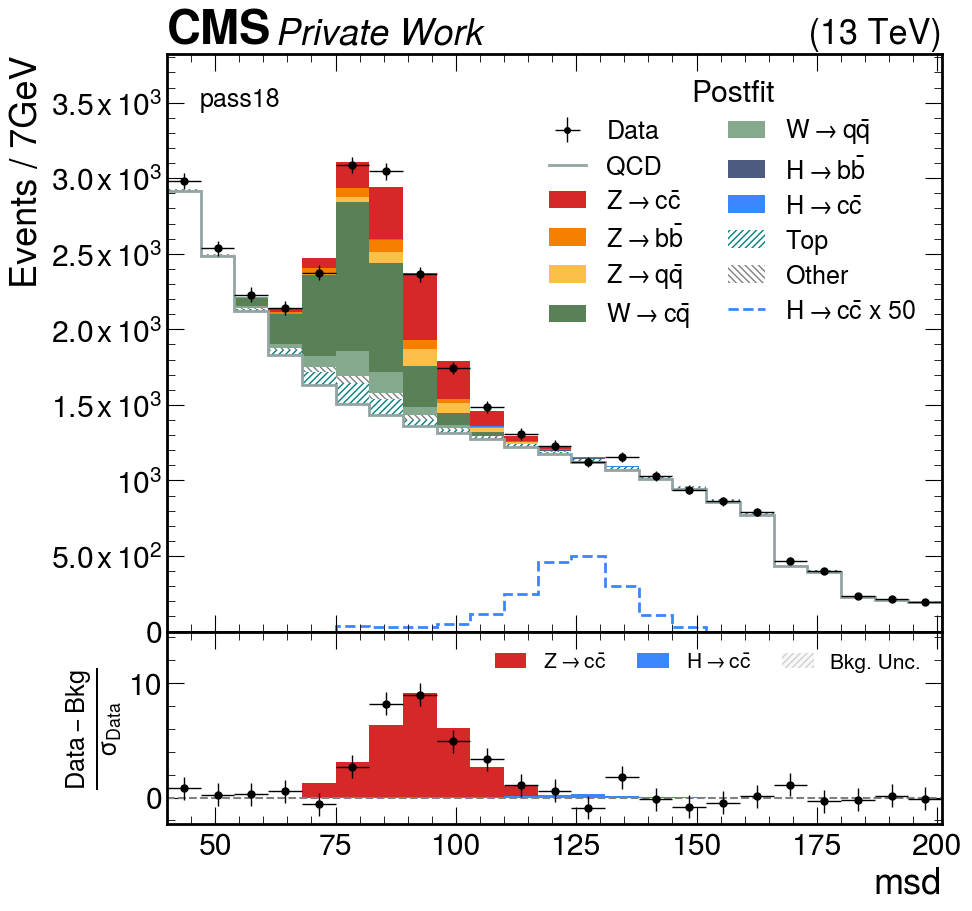 CMS Private Work (13 TeV)
Events / 7GeV
pass18
Postfit
Data
QCD
Z → cc̄
Z → bb̄
Z → qq̄
W → cq̄
W → qq̄
H → bb̄
H → cc̄
Top
Other
H → cc̄ x 50
3.5 x 10³
3.0 x 10³
2.5 x 10³
2.0 x 10³
1.5 x 10³
10³
5.0 x 10²
0
Z → cc̄ H → cc̄ Bkg. Unc.
Data – Bkg
σData
10
0
50 75 100 125 150 175 200
msd